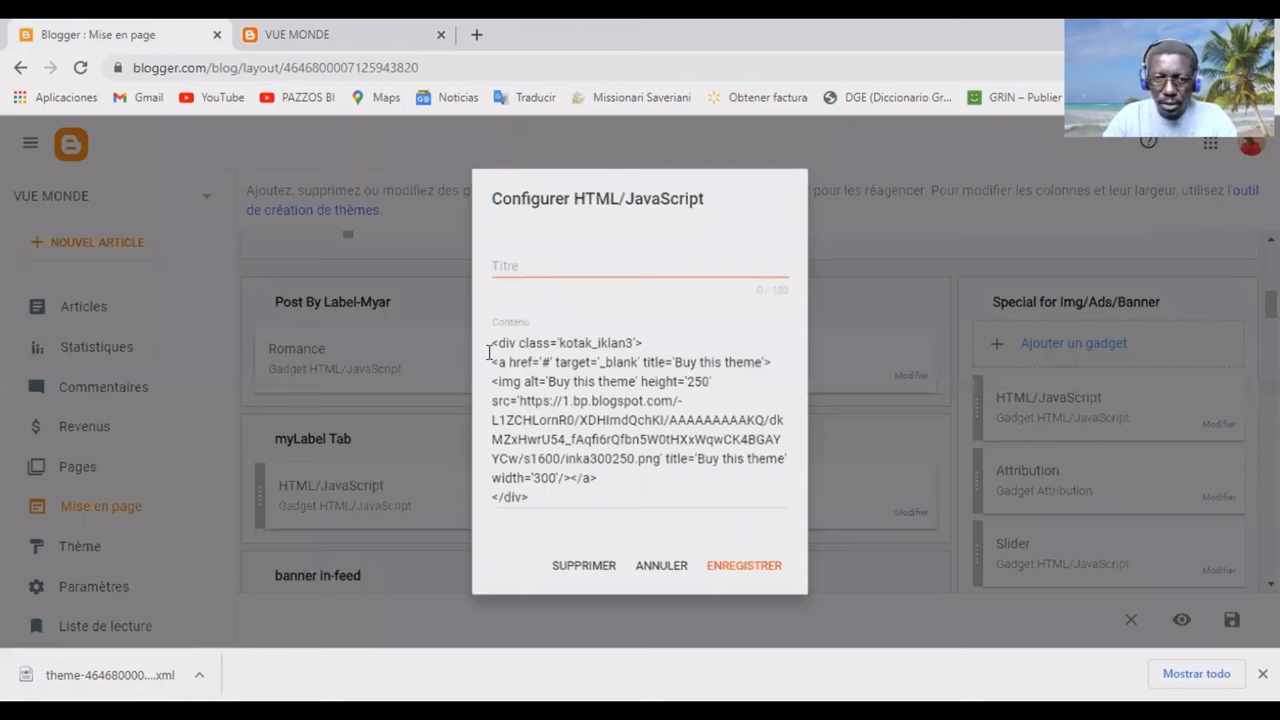 Blogger : Mise en page
VUE MONDE
blogger.com/blog/layout/4646800007125943820
Aplicaciones
Gmail
YouTube
PAZZOS BI
Maps
Noticias
Traducir
Missionari Saveriani
Obtener factura
DGE (Diccionario Gr...
GRIN – Publier
VUE MONDE
NOUVEL ARTICLE
Articles
Statistiques
Commentaires
Revenus
Pages
Mise en page
Thème
Paramètres
Liste de lecture
Ajoutez, supprimez ou modifiez des g
pour les réagencer. Pour modifier les colonnes et leur largeur, utilisez l'outil
de création de thèmes.
Post By Label-Myar
Romance
Gadget HTML/JavaScript
Modifier
myLabel Tab
HTML/JavaScript
Gadget HTML/JavaScript
Modifier
banner in-feed
Configurer HTML/JavaScript
Titre
0 / 100
Contenu
<div class='kotak_iklan3'>
<a href='#' target='_blank' title='Buy this theme'>
<img alt='Buy this theme' height='250'
src='https://1.bp.blogspot.com/-
L1ZCHLornR0/XDHImdQchKI/AAAAAAAAAKQ/dk
MZxHwrU54_fAqfi6rQfbn5W0tHXxWqwCK4BGAY
YCw/s1600/inka300250.png' title='Buy this theme'
width='300'/></a>
</div>
SUPPRIMER
ANNULER
ENREGISTRER
Special for Img/Ads/Banner
Ajouter un gadget
HTML/JavaScript
Gadget HTML/JavaScript
Modifier
Attribution
Gadget Attribution
Modifier
Slider
Gadget HTML/JavaScript
Modifier
theme-464680000....xml
Mostrar todo